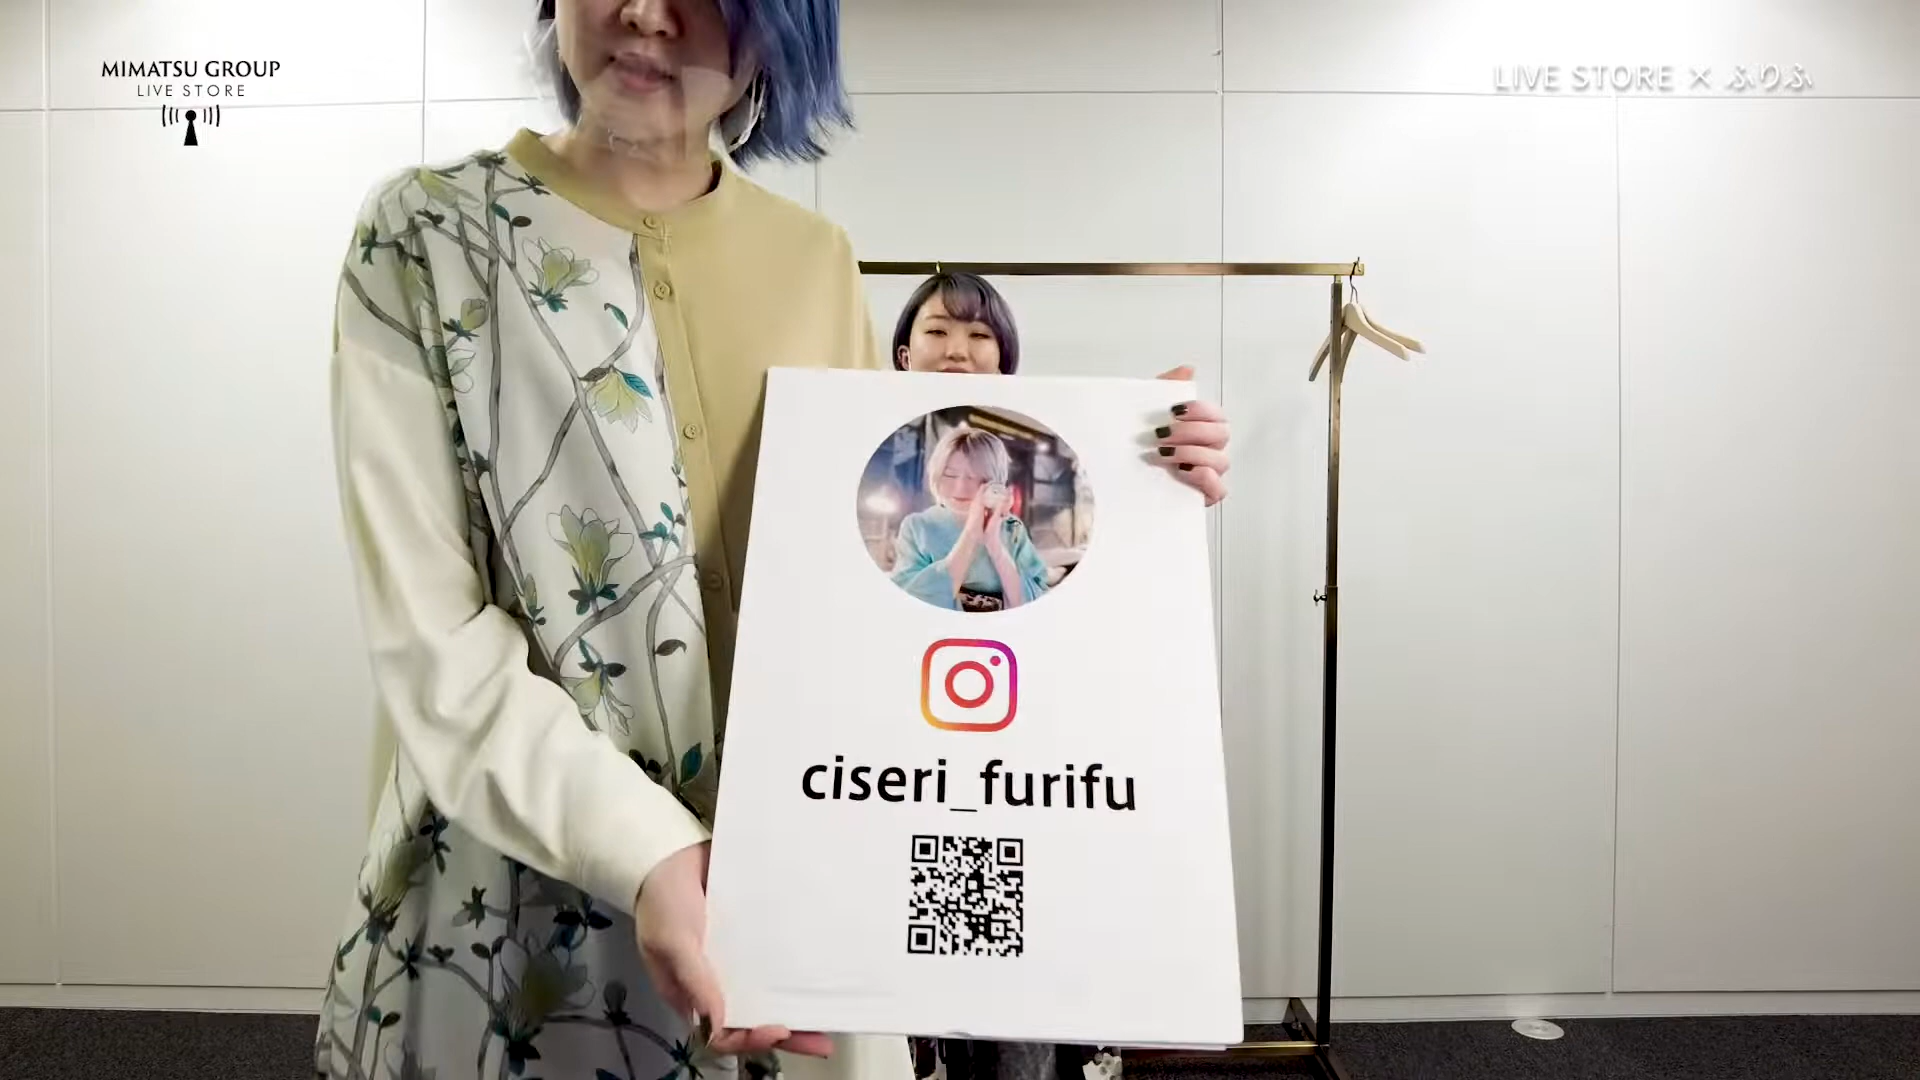 MIMATSU GROUP
LIVE STORE
LIVE STORE × ふりふ
ciseri_furifu